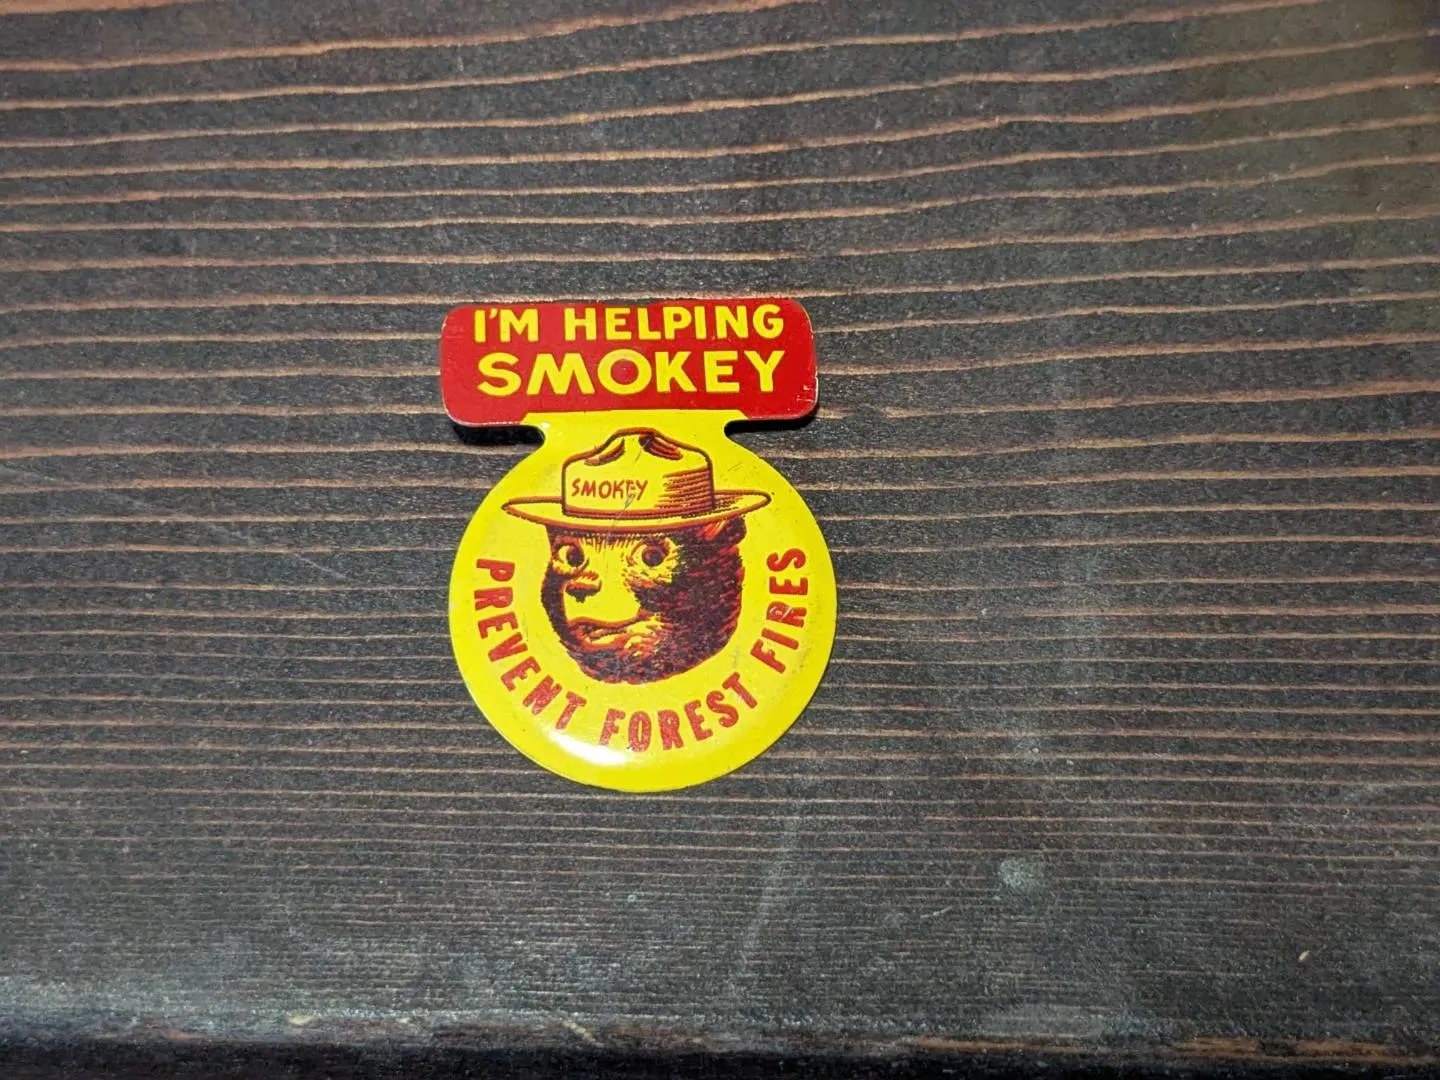 I'M HELPING
SMOKEY
SMOKEY
PREVENT FOREST FIRES